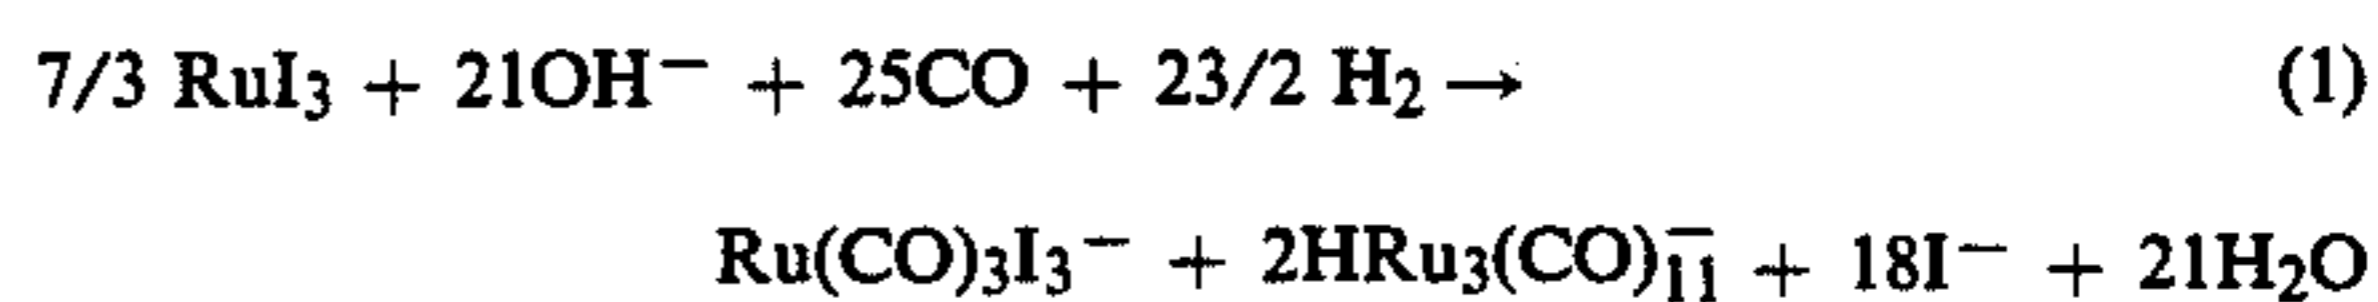 7/3 RuI₃ + 21OH⁻ + 25CO + 23/2 H₂ → (1)
Ru(CO)₃I₃⁻ + 2HRu₃(CO)₁₁⁻ + 18I⁻ + 21H₂O